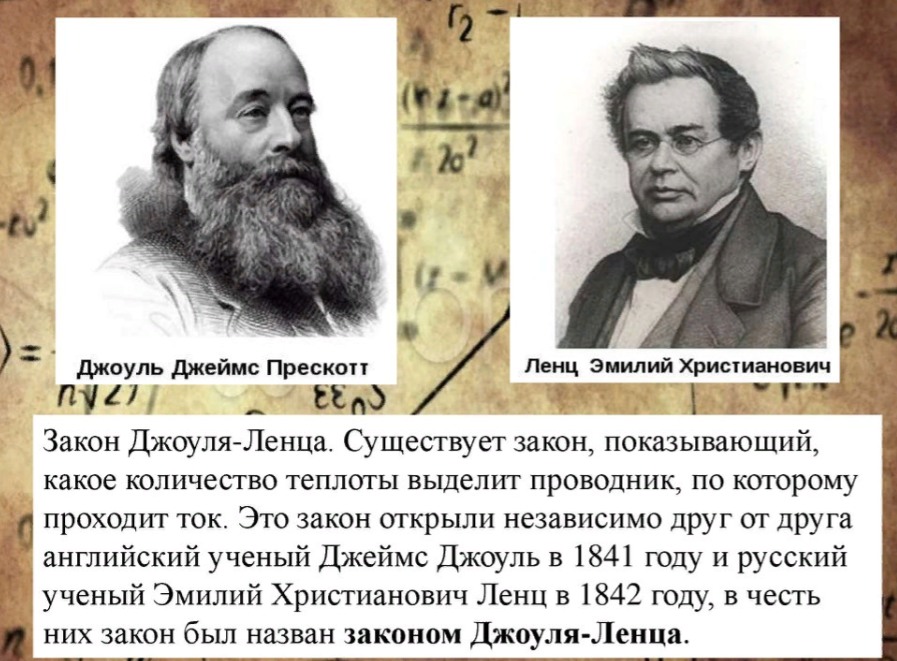 Джоуль Джеймс Прескотт
Ленц Эмилий Христианович
Закон Джоуля-Ленца. Существует закон, показывающий,
какое количество теплоты выделит проводник, по которому
проходит ток. Это закон открыли независимо друг от друга
английский ученый Джеймс Джоуль в 1841 году и русский
ученый Эмилий Христианович Ленц в 1842 году, в честь
них закон был назван законом Джоуля-Ленца.